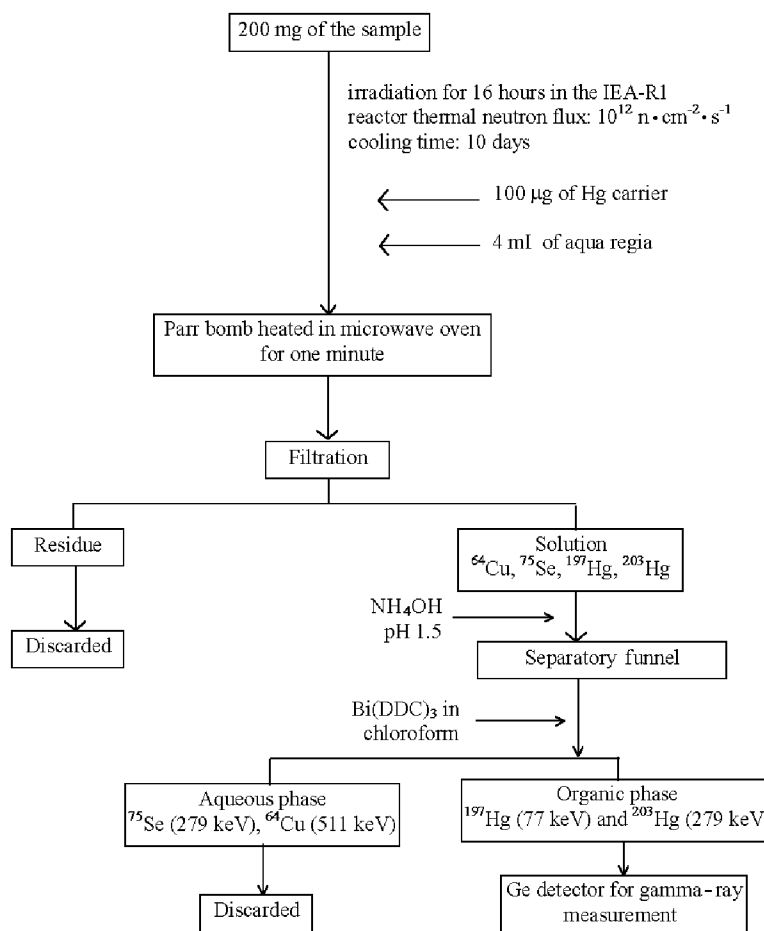 200 mg of the sample
irradiation for 16 hours in the IEA-R1
reactor thermal neutron flux: 10¹² n·cm⁻²·s⁻¹
cooling time: 10 days
100 µg of Hg carrier
4 ml of aqua regia
Parr bomb heated in microwave oven
for one minute
Filtration
Residue
Solution
⁶⁴Cu, ⁷⁵Se, ¹⁹⁷Hg, ²⁰³Hg
NH₄OH
pH 1.5
Discarded
Separatory funnel
Bi(DDC)₃ in
chloroform
Aqueous phase
⁷⁵Se (279 keV), ⁶⁴Cu (511 keV)
Organic phase
¹⁹⁷Hg (77 keV) and ²⁰³Hg (279 keV
Discarded
Ge detector for gamma-ray
measurement